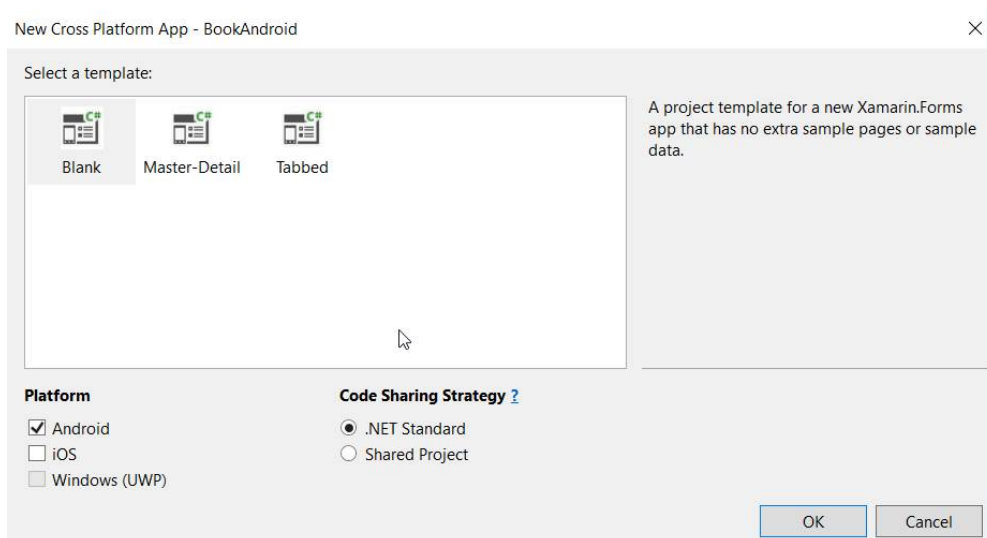 New Cross Platform App - BookAndroid
Select a template:
C# C# C#
Blank Master-Detail Tabbed
A project template for a new Xamarin.Forms
app that has no extra sample pages or sample
data.
Platform
Android
iOS
Windows (UWP)
Code Sharing Strategy ?
.NET Standard
Shared Project
OK Cancel